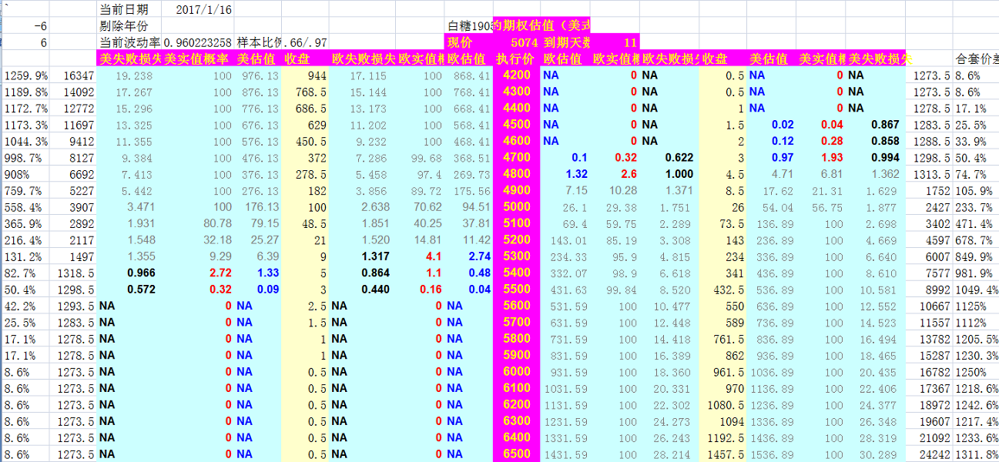 ` 当前日期 2017/1/16
-6 剔除年份 白糖190 约期权估值（美式
6 当前波动率 0.960223258 样本比例 .66/.97 现价 5074 到期天数 11
美失败损失 美实值概率 美估值 收盘 欧失败损失 欧实值概 欧估值 执行价 欧估值 欧实值概 欧失败损失 收盘 美估值 美实值概 美失败损失 合套价差
1259.9% 16347 19.238 100 976.13 944 17.115 100 868.41 4200 NA 0 NA 0.5 NA 0 NA 1273.5 8.6%
1189.8% 14092 17.267 100 876.13 768.5 15.144 100 768.41 4300 NA 0 NA 0.5 NA 0 NA 1273.5 8.6%
1172.7% 12772 15.296 100 776.13 686.5 13.173 100 668.41 4400 NA 0 NA 1 NA 0 NA 1278.5 17.1%
1173.3% 11697 13.325 100 676.13 629 11.202 100 568.41 4500 NA 0 NA 1.5 0.02 0.04 0.867 1283.5 25.5%
1044.3% 9412 11.355 100 576.13 450.5 9.232 100 468.41 4600 NA 0 NA 2 0.12 0.28 0.858 1288.5 33.9%
998.7% 8127 9.384 100 476.13 372 7.286 99.68 368.51 4700 0.1 0.32 0.622 3 0.97 1.93 0.994 1298.5 50.4%
908% 6692 7.413 100 376.13 278.5 5.458 97.4 269.73 4800 1.32 2.6 1.000 4.5 4.71 6.81 1.362 1313.5 74.7%
759.7% 5227 5.442 100 276.13 182 3.856 89.72 175.56 4900 7.15 10.28 1.371 8.5 17.62 21.31 1.629 1752 105.9%
558.4% 3907 3.471 100 176.13 100 2.638 70.62 94.51 5000 26.1 29.38 1.751 26 54.04 56.75 1.877 2427 233.7%
365.9% 2892 1.931 80.78 79.15 48.5 1.851 40.25 37.81 5100 69.4 59.75 2.289 73.5 136.89 100 2.698 3402 471.4%
216.4% 2117 1.548 32.18 25.27 21 1.520 14.81 11.42 5200 143.01 85.19 3.308 143 236.89 100 4.669 4597 678.7%
131.2% 1497 1.355 9.29 6.39 9 1.317 4.1 2.74 5300 234.33 95.9 4.815 234 336.89 100 6.640 6007 849.9%
82.7% 1318.5 0.966 2.72 1.33 5 0.864 1.1 0.48 5400 332.07 98.9 6.618 341 436.89 100 8.610 7577 981.9%
50.4% 1298.5 0.572 0.32 0.09 3 0.440 0.16 0.04 5500 431.63 99.84 8.520 432.5 536.89 100 10.581 8992 1049.4%
42.2% 1293.5 NA 0 NA 2.5 NA 0 NA 5600 531.59 100 10.477 550 636.89 100 12.552 10667 1125%
25.5% 1283.5 NA 0 NA 1.5 NA 0 NA 5700 631.59 100 12.448 589 736.89 100 14.523 11557 1112%
17.1% 1278.5 NA 0 NA 1 NA 0 NA 5800 731.59 100 14.418 761.5 836.89 100 16.494 13782 1205.5%
17.1% 1278.5 NA 0 NA 1 NA 0 NA 5900 831.59 100 16.389 862 936.89 100 18.465 15287 1230.3%
8.6% 1273.5 NA 0 NA 0.5 NA 0 NA 6000 931.59 100 18.360 961.5 1036.89 100 20.435 16782 1250%
8.6% 1273.5 NA 0 NA 0.5 NA 0 NA 6100 1031.59 100 20.331 970 1136.89 100 22.406 17367 1218.6%
8.6% 1273.5 NA 0 NA 0.5 NA 0 NA 6200 1131.59 100 22.302 1080.5 1236.89 100 24.377 18972 1242.6%
8.6% 1273.5 NA 0 NA 0.5 NA 0 NA 6300 1231.59 100 24.273 1094 1336.89 100 26.348 19607 1217.4%
8.6% 1273.5 NA 0 NA 0.5 NA 0 NA 6400 1331.59 100 26.243 1192.5 1436.89 100 28.319 21092 1233.6%
8.6% 1273.5 NA 0 NA 0.5 NA 0 NA 6500 1431.59 100 28.214 1457.5 1536.89 100 30.289 24242 1311.8%